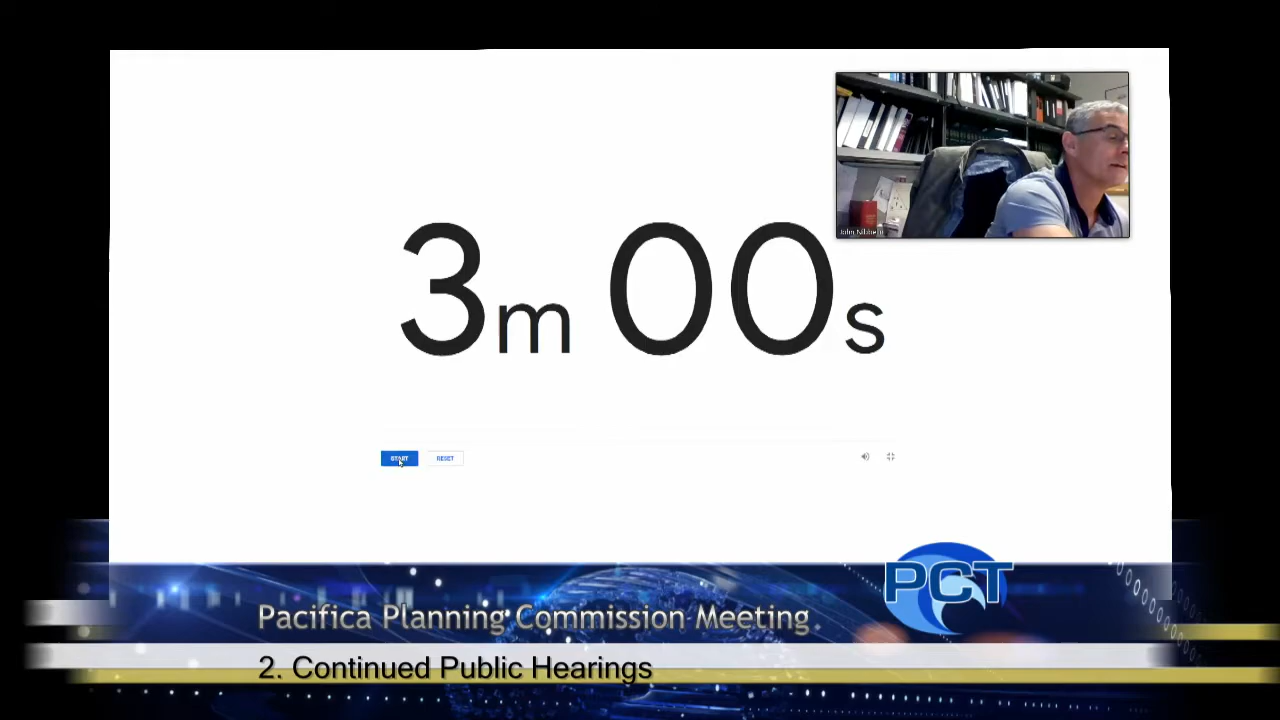 3m 00s
START
RESET
PCT
Pacifica Planning Commission Meeting
2. Continued Public Hearings